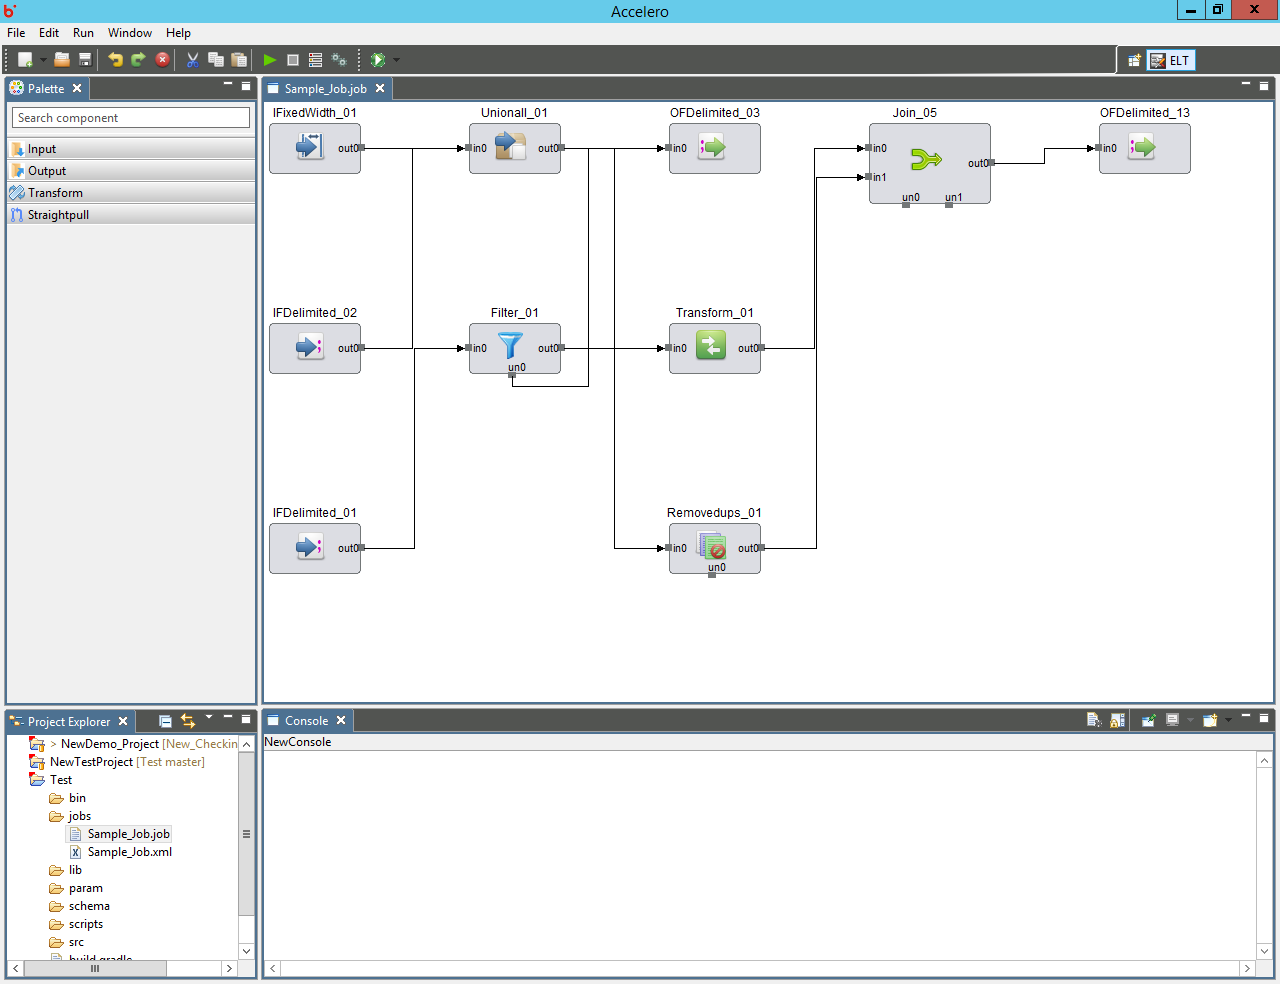 Accelero
File Edit Run Window Help
ELT
Palette
Search component
Input
Output
Transform
Straightpull
Sample_Job.job
IFixedWidth_01
out0
Unionall_01
in0 out0
OFDelimited_03
in0
Join_05
in0
in1
out0
un0 un1
OFDelimited_13
in0
IFDelimited_02
out0
Filter_01
in0 out0
un0
Transform_01
in0 out0
IFDelimited_01
out0
Removedups_01
in0 out0
un0
Project Explorer
> NewDemo_Project [New_Checkin
NewTestProject [Test master]
Test
bin
jobs
Sample_Job.job
Sample_Job.xml
lib
param
schema
scripts
src
build.gradle
Console
NewConsole